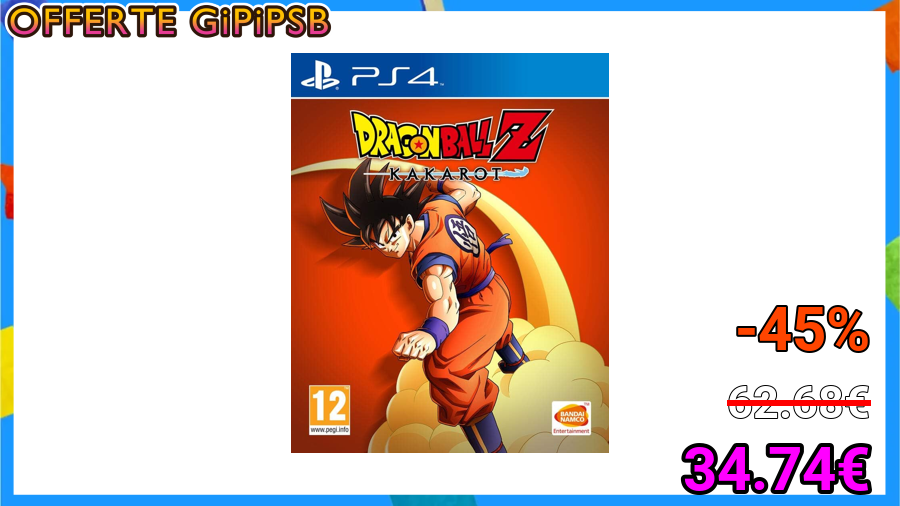 OFFERTE GiPiPSB
PS4
DRAGON BALL Z
KAKAROT
12
www.pegi.info
BANDAI
NAMCO
Entertainment
-45%
62.68€
34.74€